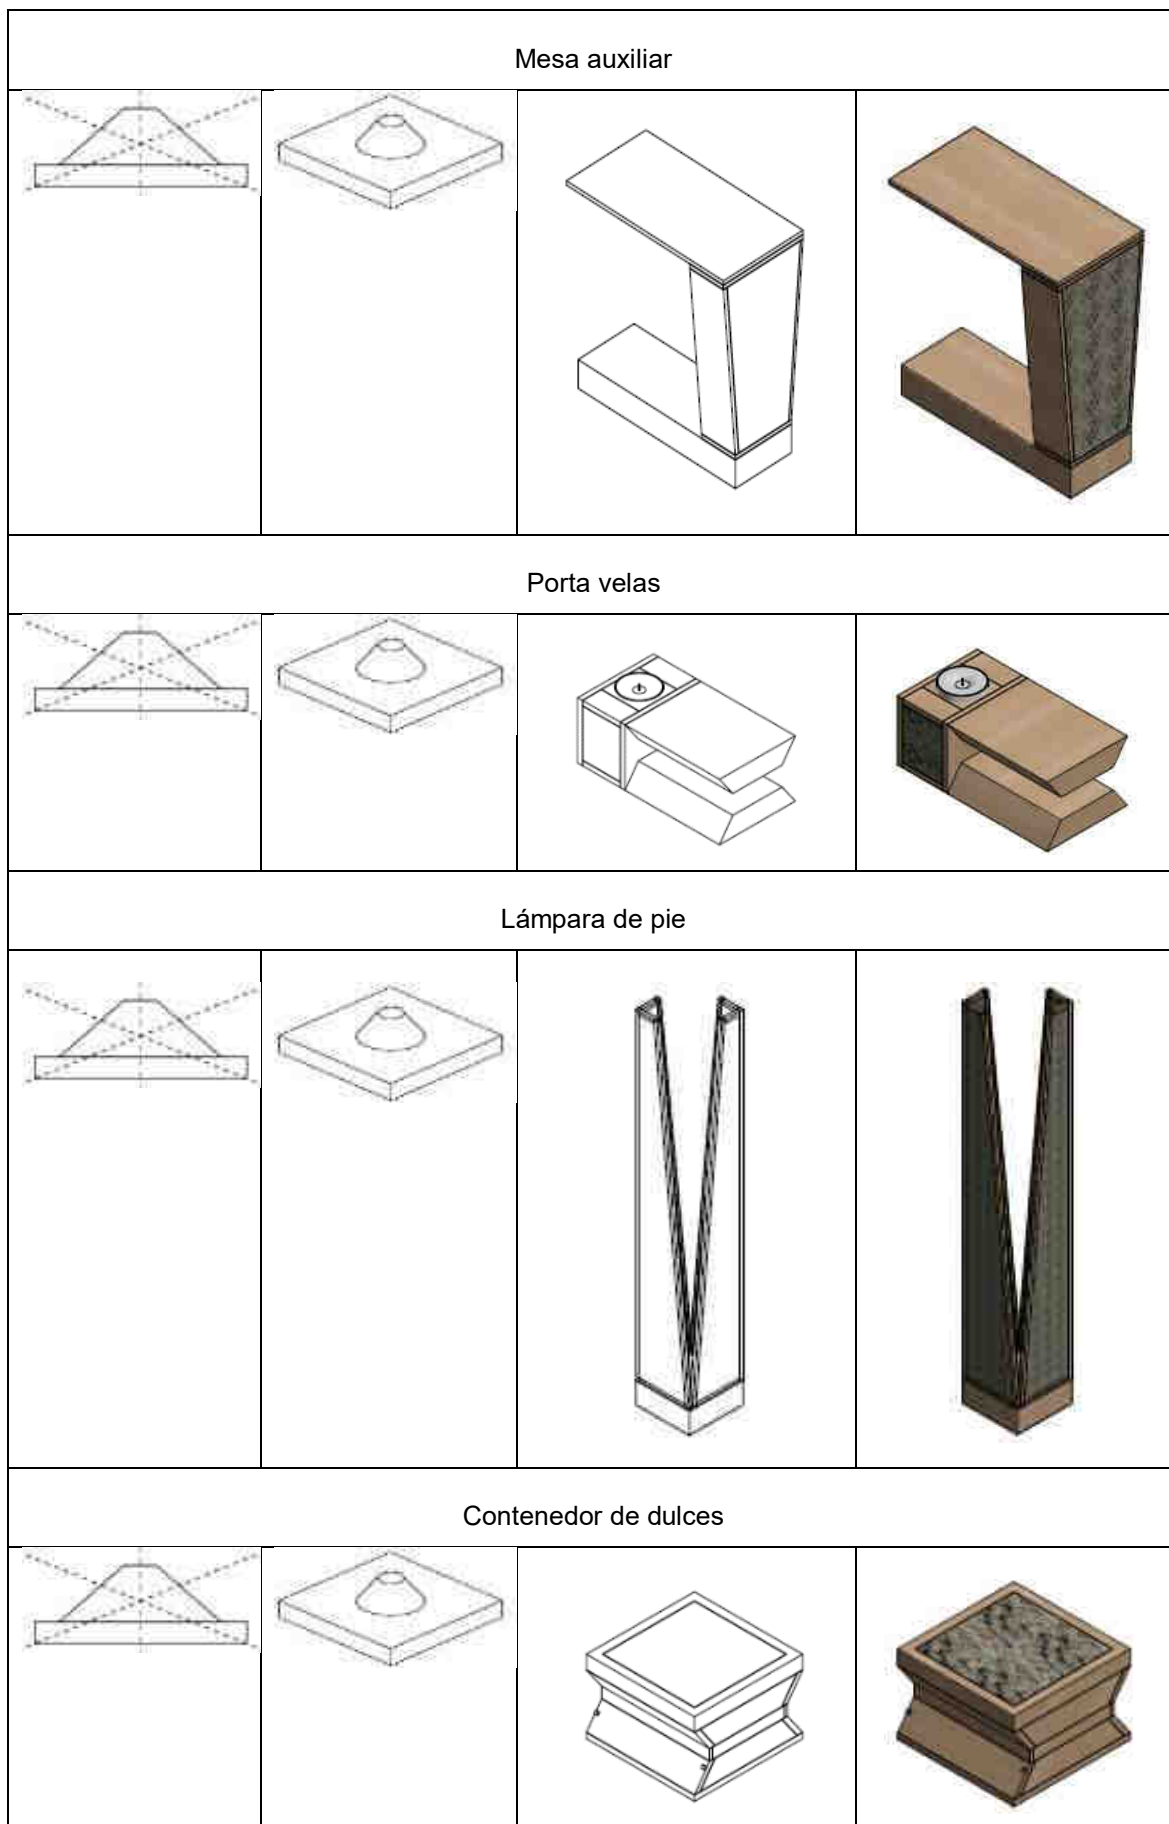 Mesa auxiliar
Porta velas
Lámpara de pie
Contenedor de dulces